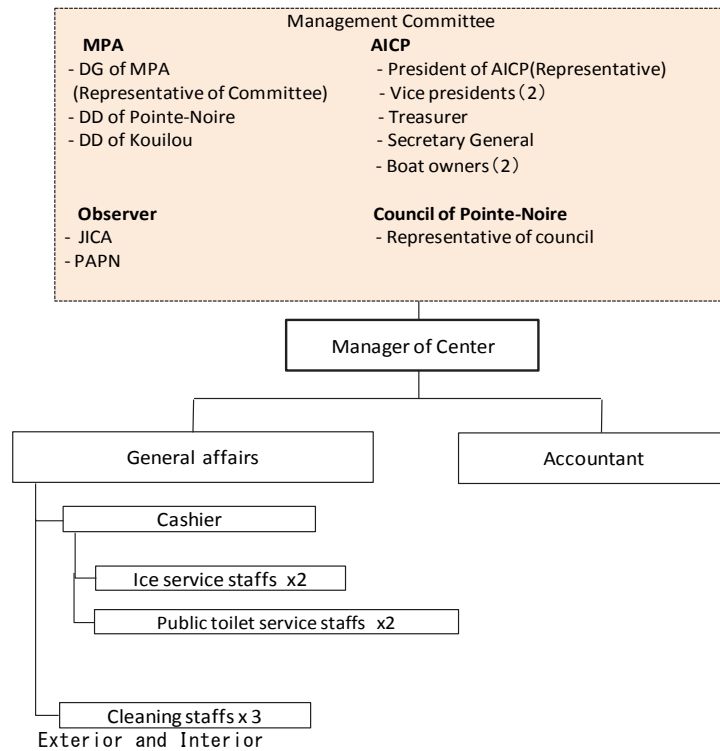 Management Committee
MPA
- DG of MPA
(Representative of Committee)
- DD of Pointe-Noire
- DD of Kouilou
AICP
- President of AICP(Representative)
- Vice presidents（2）
- Treasurer
- Secretary General
- Boat owners（2）
Observer
- JICA
- PAPN
Council of Pointe-Noire
- Representative of council
Manager of Center
General affairs
Accountant
Cashier
Ice service staffs x2
Public toilet service staffs x2
Cleaning staffs x 3
Exterior and Interior